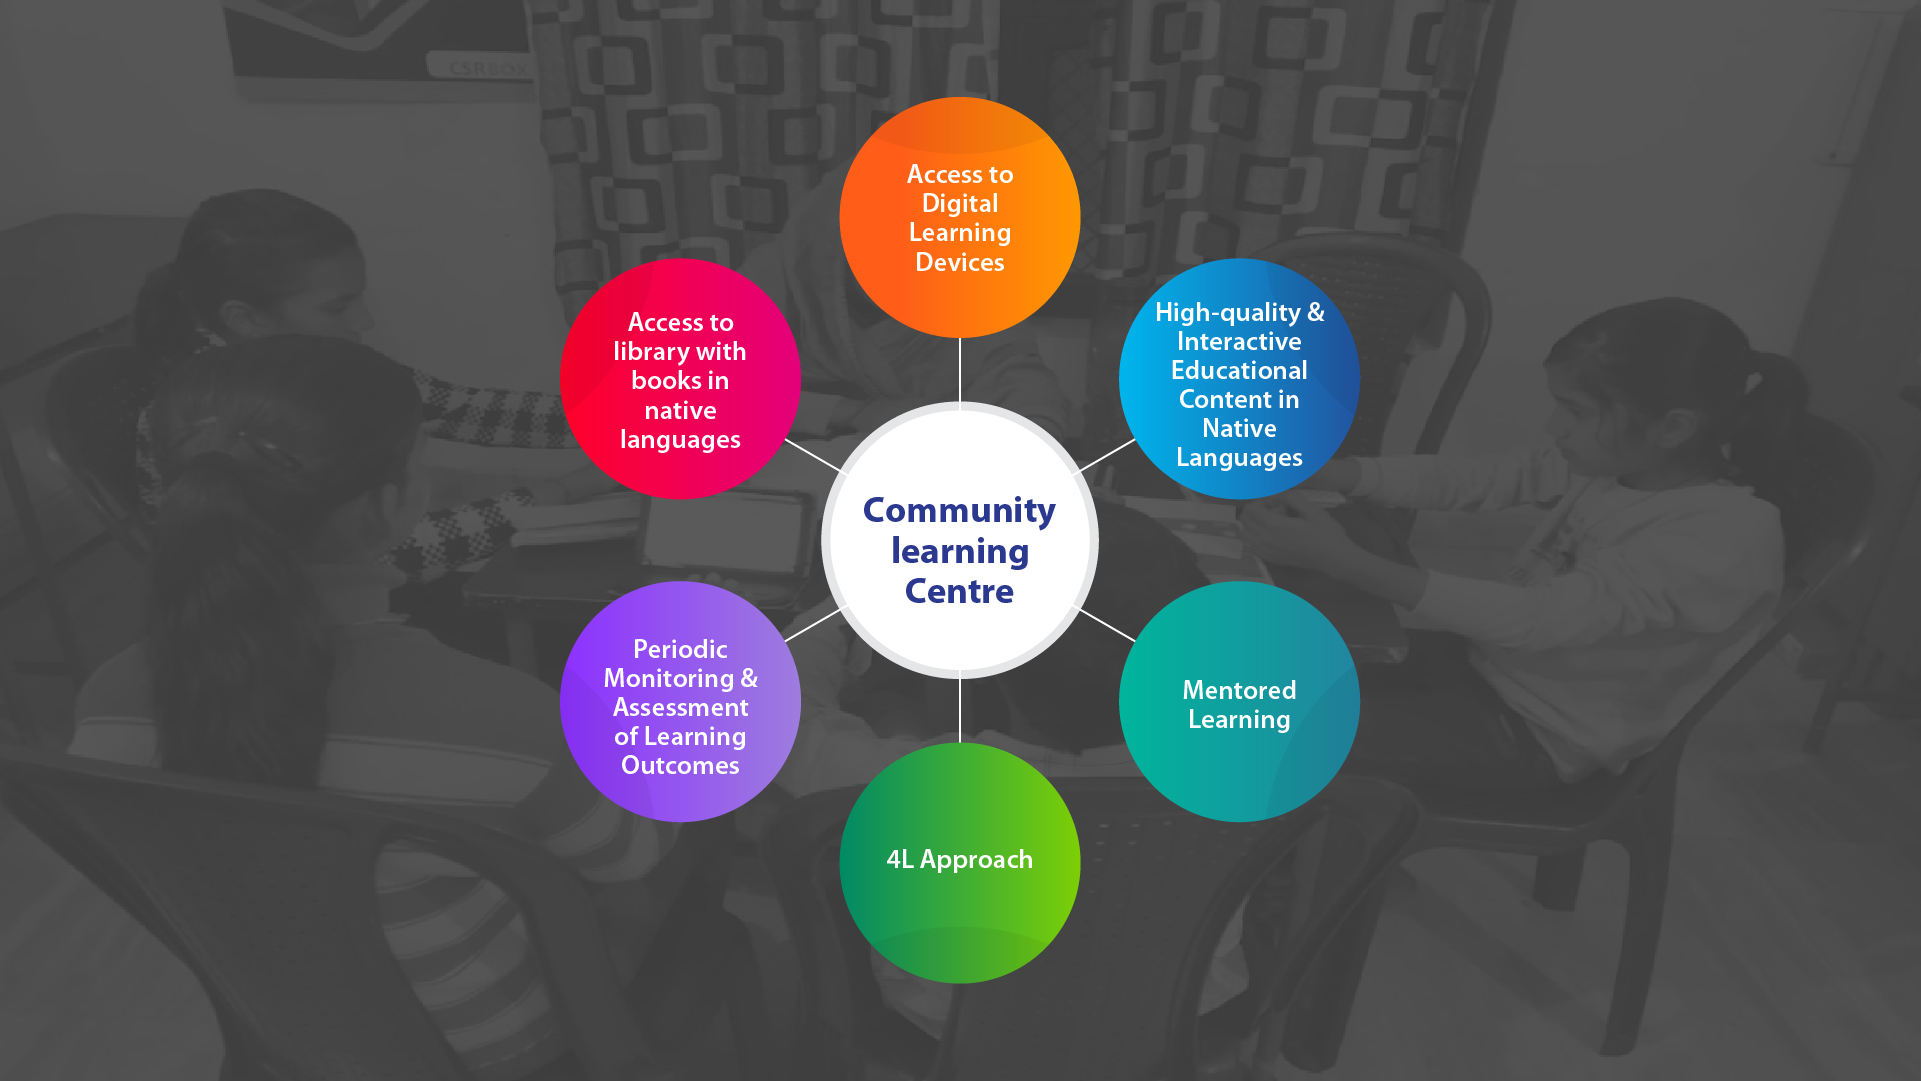 CSRBOX
Access to
Digital
Learning
Devices
Access to
library with
books in
native
languages
High-quality &
Interactive
Educational
Content in
Native
Languages
Community
learning
Centre
Periodic
Monitoring &
Assessment
of Learning
Outcomes
Mentored
Learning
4L Approach